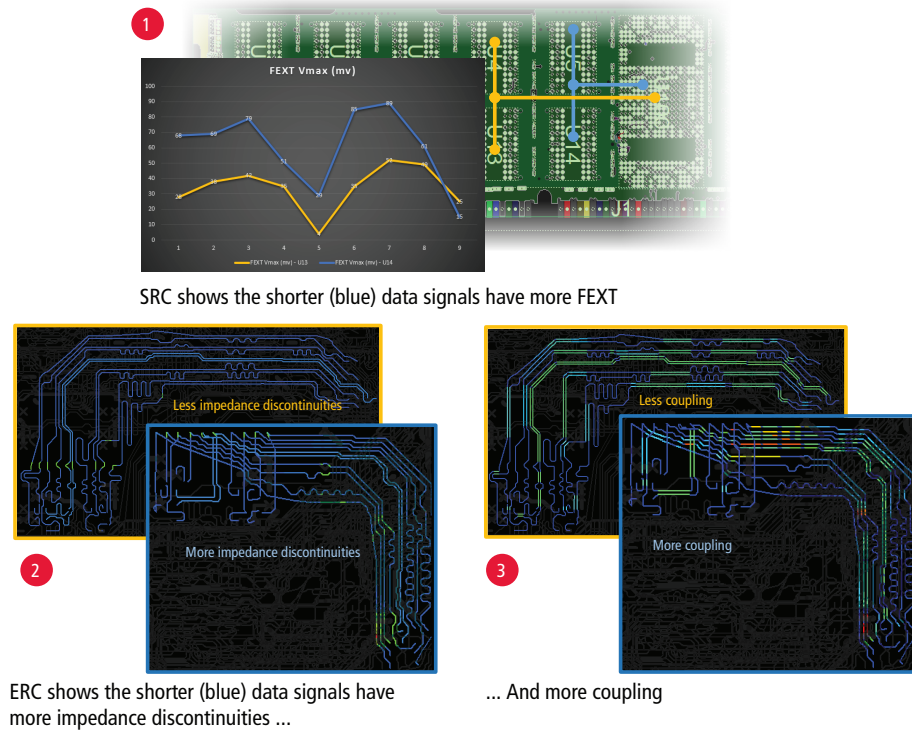 1
FEXT Vmax (mv)
100
90
80
70
60
50
40
30
20
10
0
68
69
79
51
29
85
89
61
15
28
38
42
35
4
35
52
49
25
1 2 3 4 5 6 7 8 9
FEXT Vmax (mv) - U13
FEXT Vmax (mv) - U14
U13
U14
SRC shows the shorter (blue) data signals have more FEXT
Less impedance discontinuities
More impedance discontinuities
2
ERC shows the shorter (blue) data signals have
more impedance discontinuities ...
Less coupling
More coupling
3
... And more coupling